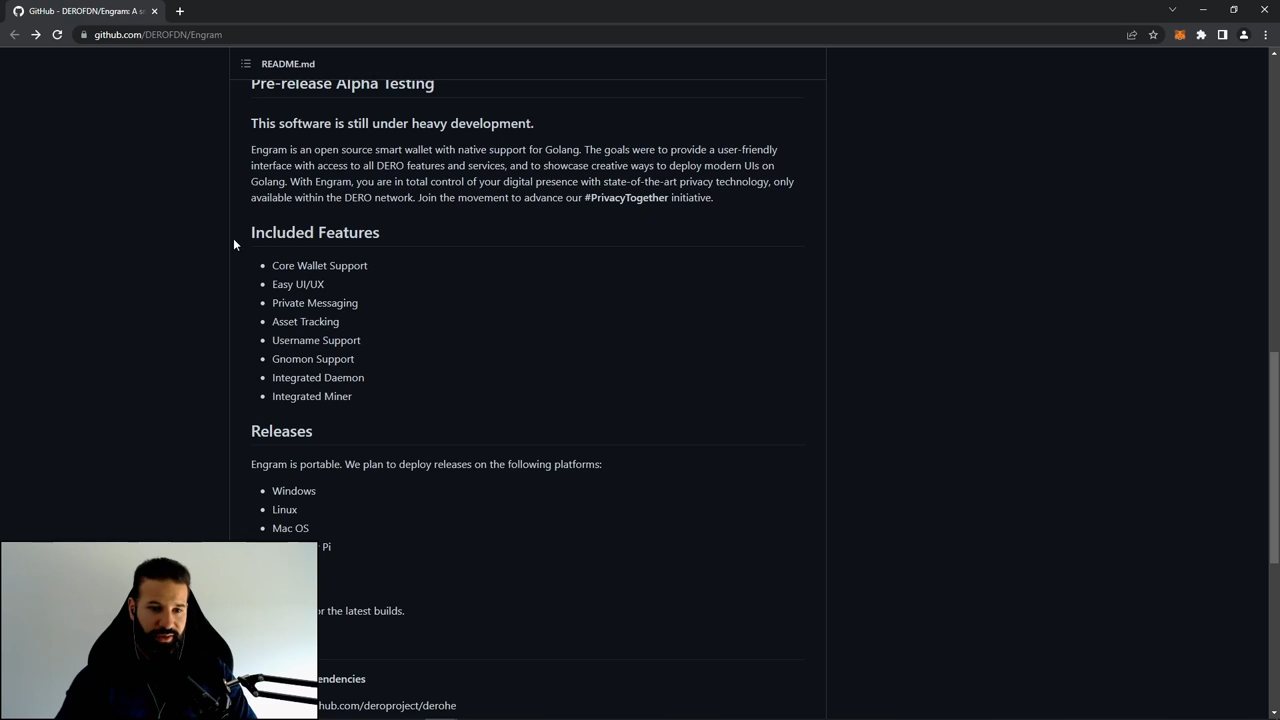 GitHub - DEROFDN/Engram: A s
github.com/DEROFDN/Engram
README.md
Pre-release Alpha Testing
This software is still under heavy development.
Engram is an open source smart wallet with native support for Golang. The goals were to provide a user-friendly
interface with access to all DERO features and services, and to showcase creative ways to deploy modern UIs on
Golang. With Engram, you are in total control of your digital presence with state-of-the-art privacy technology, only
available within the DERO network. Join the movement to advance our #PrivacyTogether initiative.
Included Features
Core Wallet Support
Easy UI/UX
Private Messaging
Asset Tracking
Username Support
Gnomon Support
Integrated Daemon
Integrated Miner
Releases
Engram is portable. We plan to deploy releases on the following platforms:
Windows
Linux
Mac OS
Pi
for the latest builds.
endencies
hub.com/deroproject/derohe